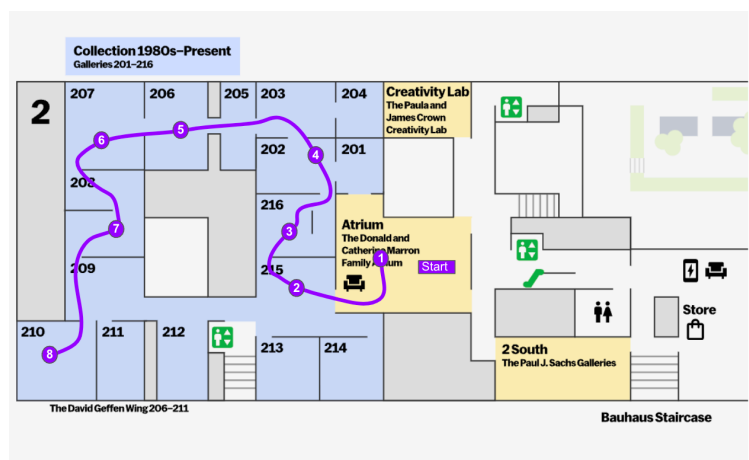 Collection 1980s–Present
Galleries 201–216
2
207
206
205
203
204
Creativity Lab
The Paula and
James Crown
Creativity Lab
5
6
202
4
201
208
216
Atrium
The Donald and
Catherine Marron
Family Atrium
7
3
1
Start
209
215
2
Store
210
211
212
213
214
8
2 South
The Paul J. Sachs Galleries
The David Geffen Wing 206–211
Bauhaus Staircase